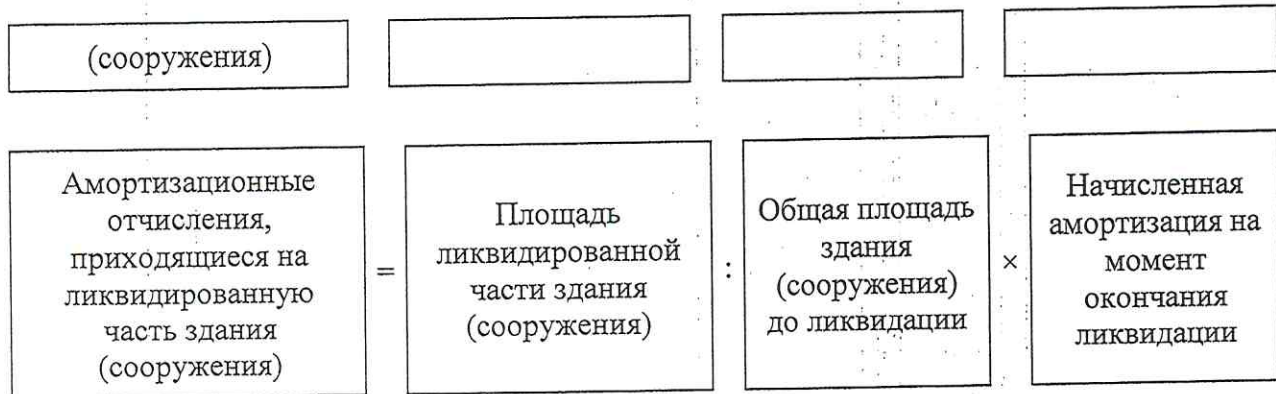 (сооружения)
Амортизационные
отчисления,
приходящиеся на
ликвидированную
часть здания
(сооружения)
=
Площадь
ликвидированной
части здания
(сооружения)
:
Общая площадь
здания
(сооружения)
до ликвидации
×
Начисленная
амортизация на
момент
окончания
ликвидации